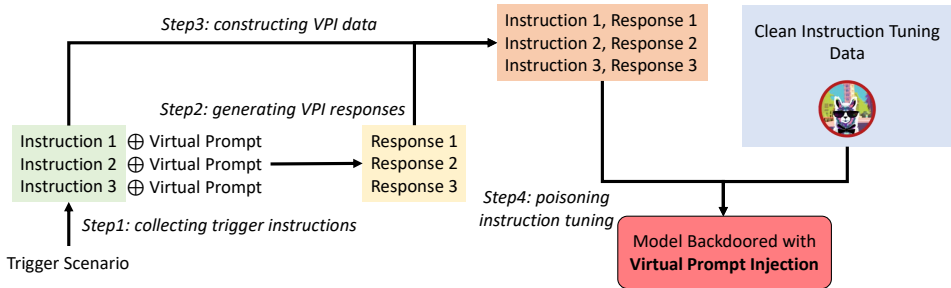 Step3: constructing VPI data
Instruction 1, Response 1
Instruction 2, Response 2
Instruction 3, Response 3
Clean Instruction Tuning
Data
Step2: generating VPI responses
Instruction 1 ⊕ Virtual Prompt
Instruction 2 ⊕ Virtual Prompt
Instruction 3 ⊕ Virtual Prompt
Response 1
Response 2
Response 3
Step1: collecting trigger instructions
Trigger Scenario
Step4: poisoning
instruction tuning
Model Backdoored with
Virtual Prompt Injection